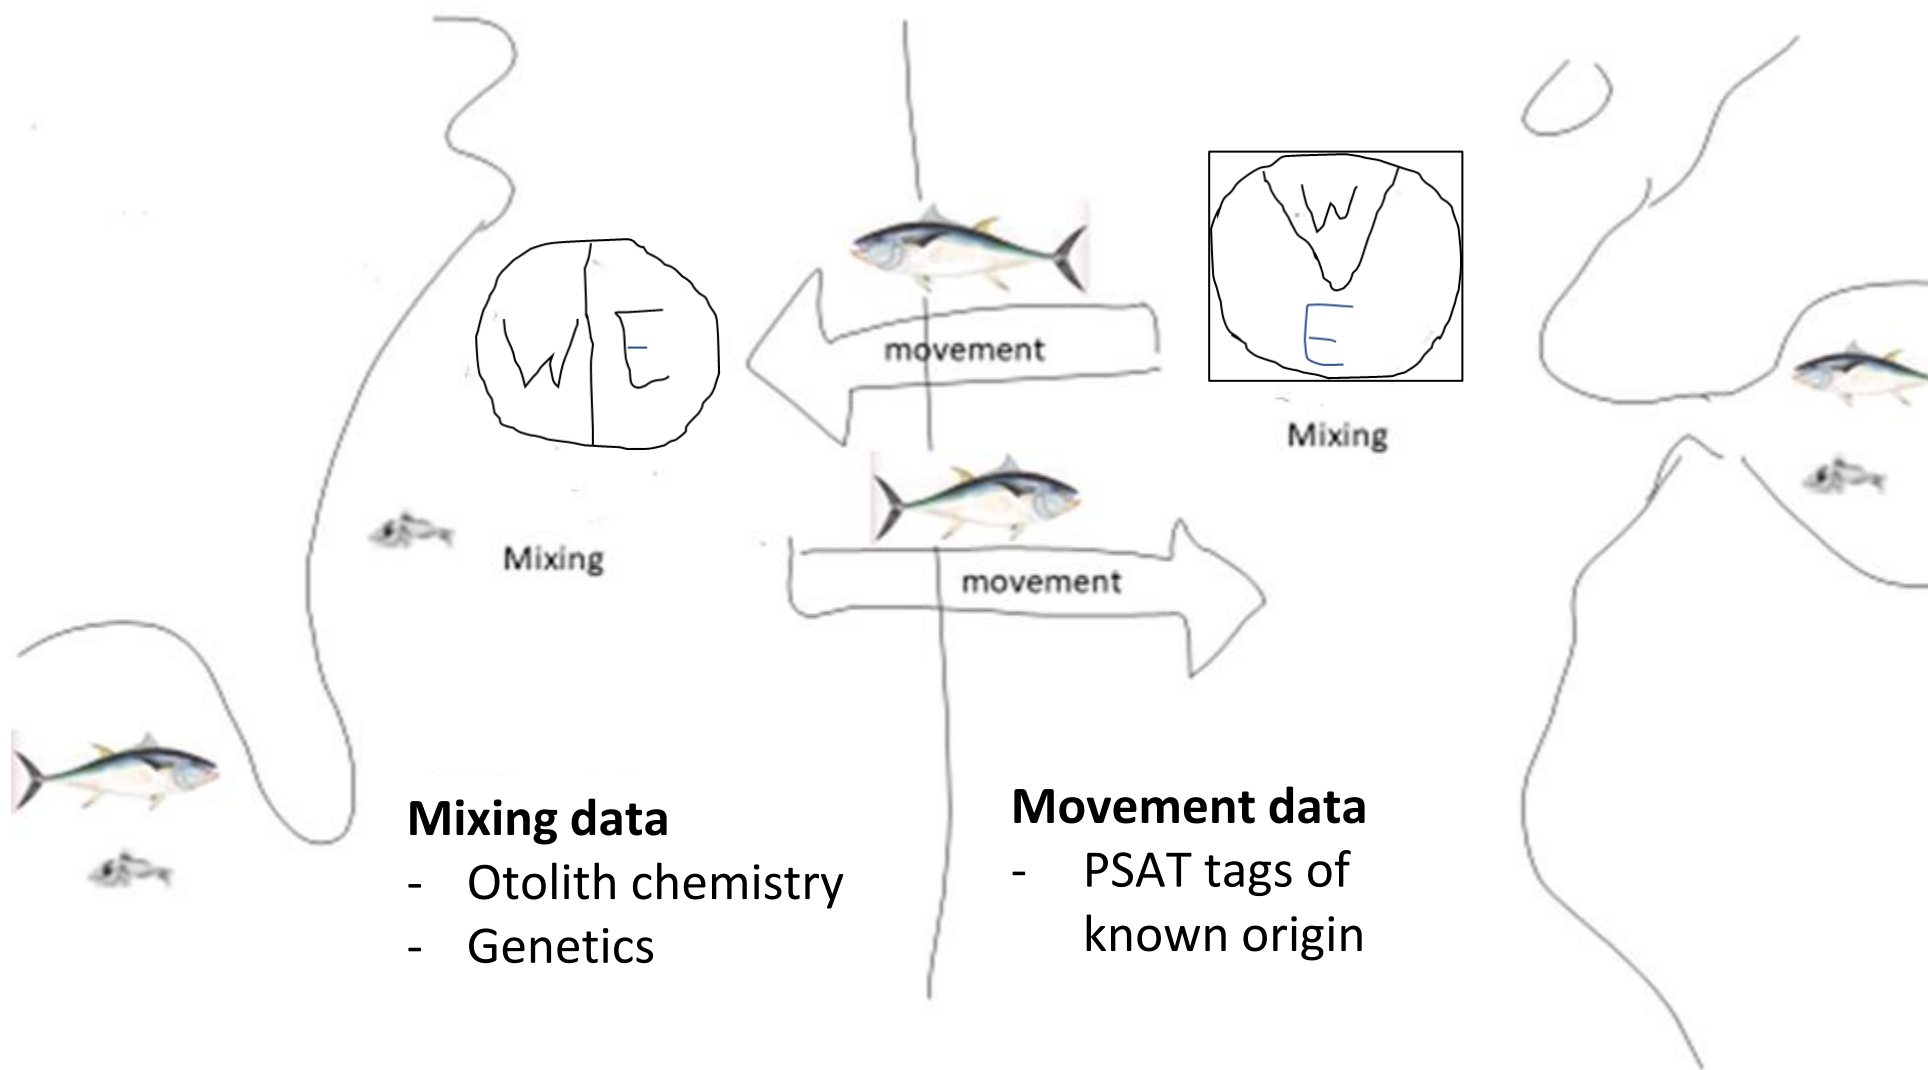 W
E
movement
W
E
Mixing
Mixing
movement
Mixing data
- Otolith chemistry
- Genetics
Movement data
- PSAT tags of
known origin